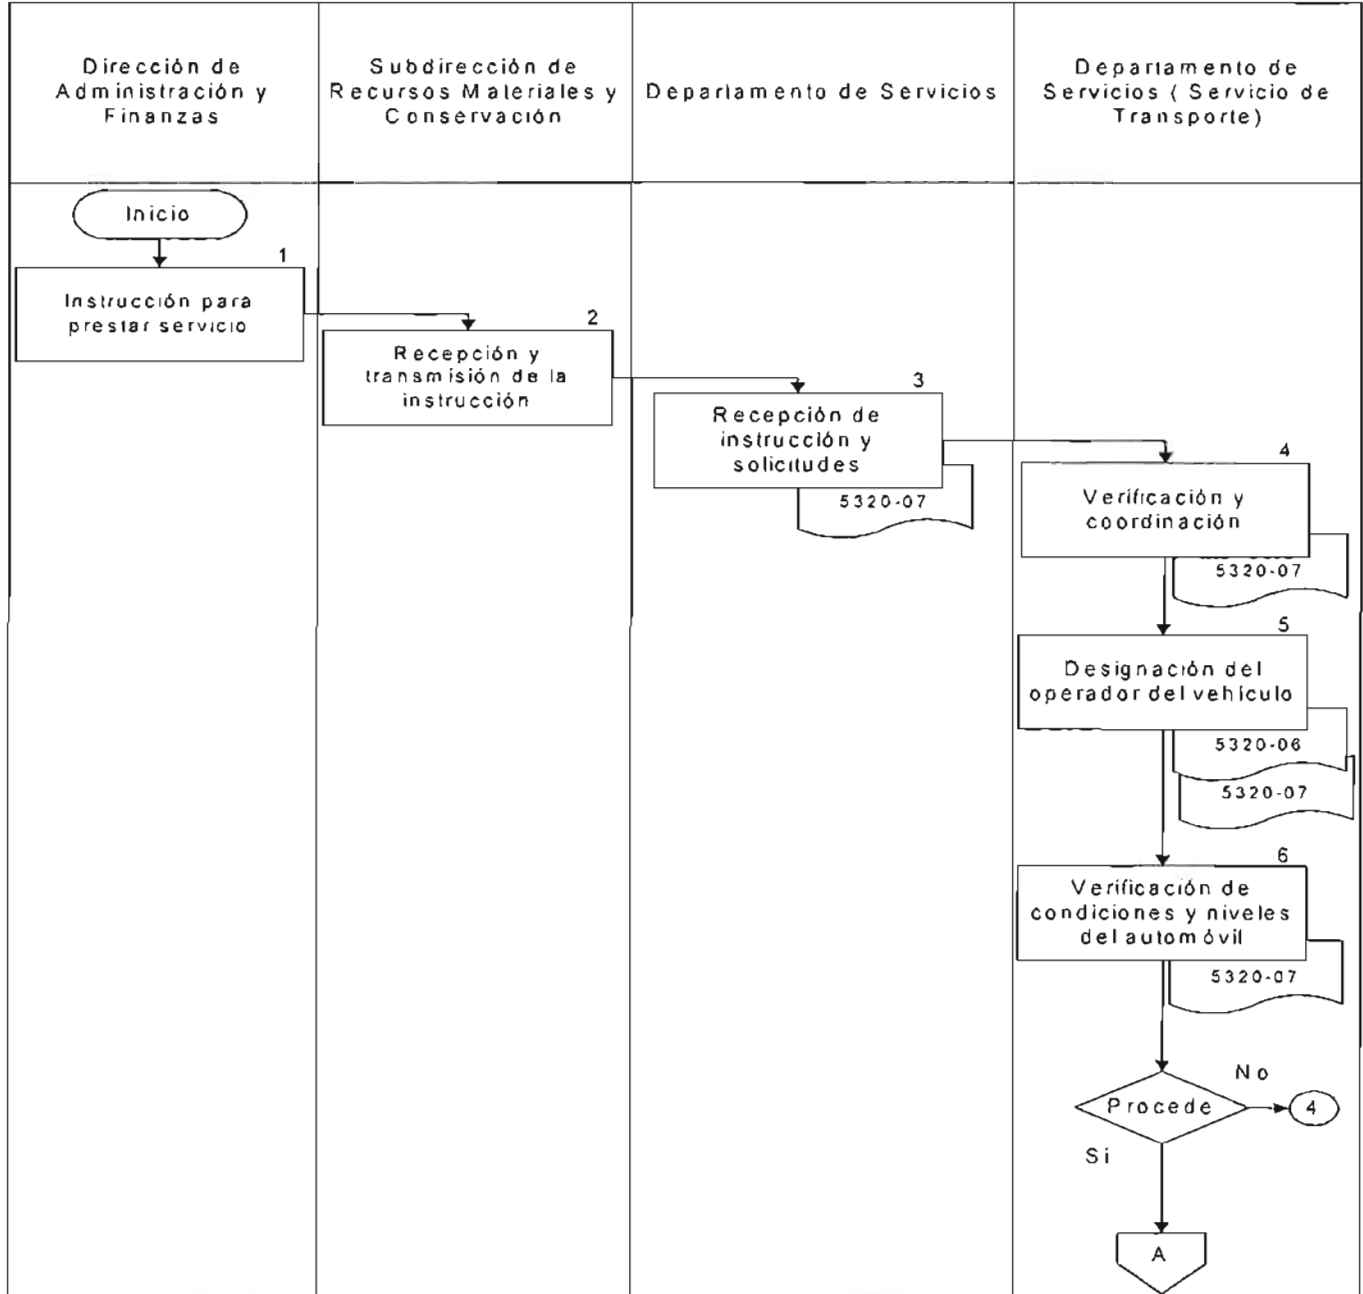 Dirección de
Administración y
Finanzas
Subdirección de
Recursos Materiales y
Conservación
Departamento de Servicios
Departamento de
Servicios ( Servicio de
Transporte)
Inicio
1
Instrucción para
prestar servicio
2
Recepción y
transmisión de la
instrucción
3
Recepción de
instrucción y
solicitudes
5320-07
4
Verificación y
coordinación
5320-07
5
Designación del
operador del vehículo
5320-06
5320-07
6
Verificación de
condiciones y niveles
del automóvil
5320-07
No
Procede
4
Si
A